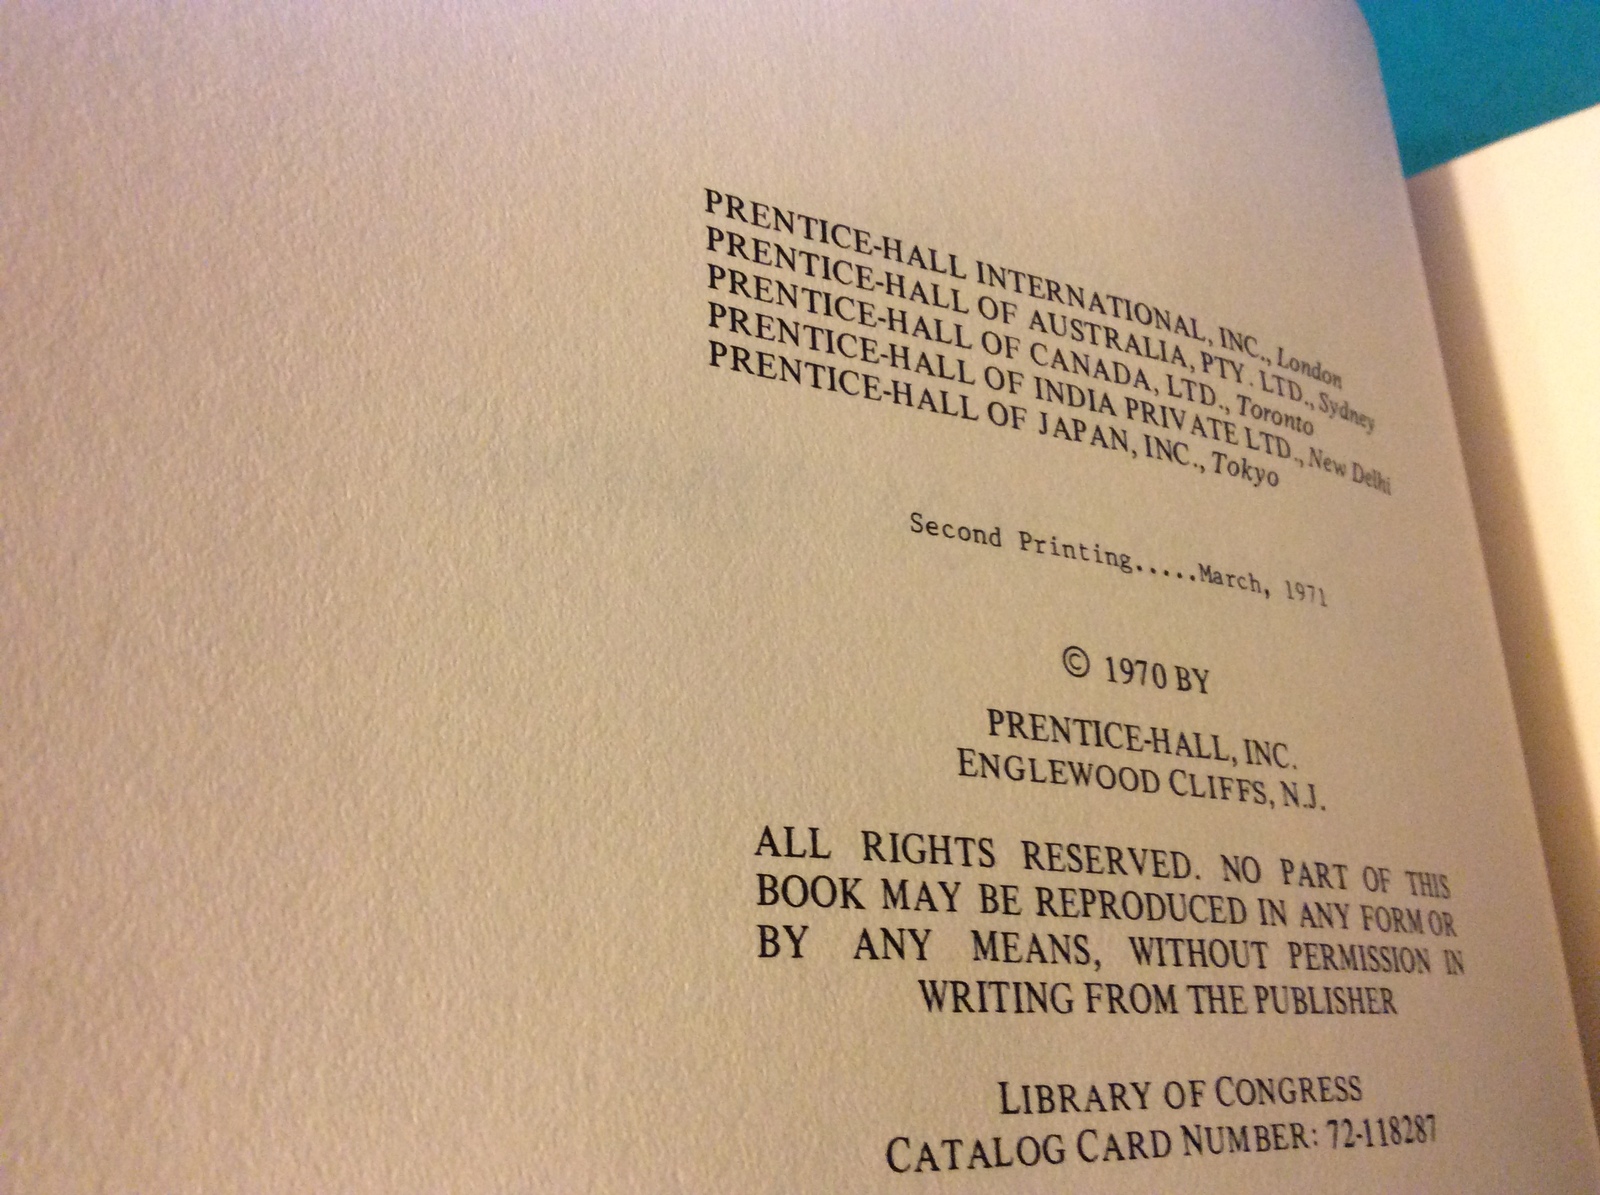 PRENTICE-HALL INTERNATIONAL, INC., London
PRENTICE-HALL OF AUSTRALIA, PTY. LTD., Sydney
PRENTICE-HALL OF CANADA, LTD., Toronto
PRENTICE-HALL OF INDIA PRIVATE LTD., New Delhi
PRENTICE-HALL OF JAPAN, INC., Tokyo
Second Printing.....March, 1971
© 1970 BY
PRENTICE-HALL, INC.
ENGLEWOOD CLIFFS, N.J.
ALL RIGHTS RESERVED. NO PART OF THIS
BOOK MAY BE REPRODUCED IN ANY FORM OR
BY ANY MEANS, WITHOUT PERMISSION IN
WRITING FROM THE PUBLISHER
LIBRARY OF CONGRESS
CATALOG CARD NUMBER: 72-118287